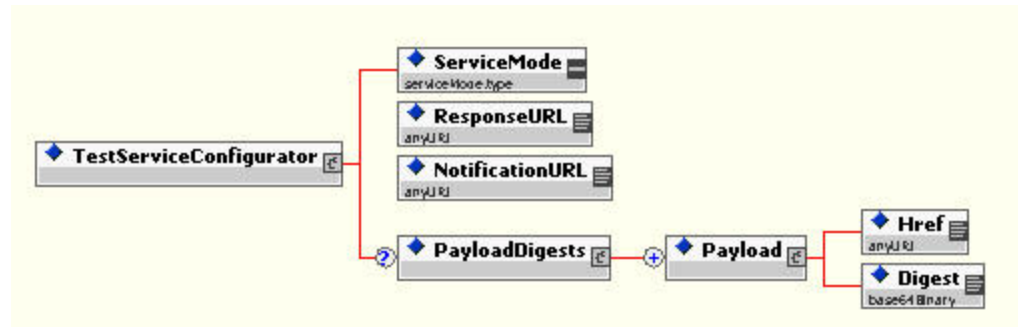 ServiceMode
serviceMode.type
ResponseURL
anyURI
TestServiceConfigurator
NotificationURL
anyURI
?
PayloadDigests
+
Payload
Href
anyURI
Digest
base64Binary